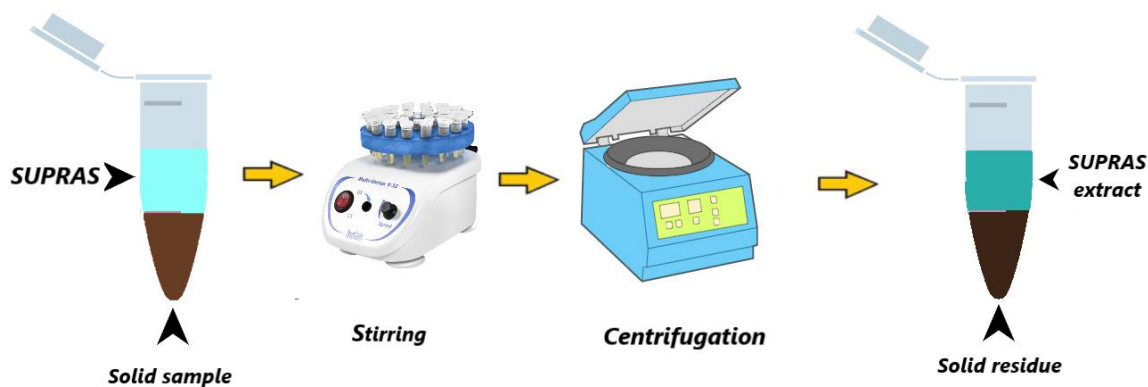 SUPRAS
Solid sample
Stirring
Centrifugation
SUPRAS
extract
Solid residue